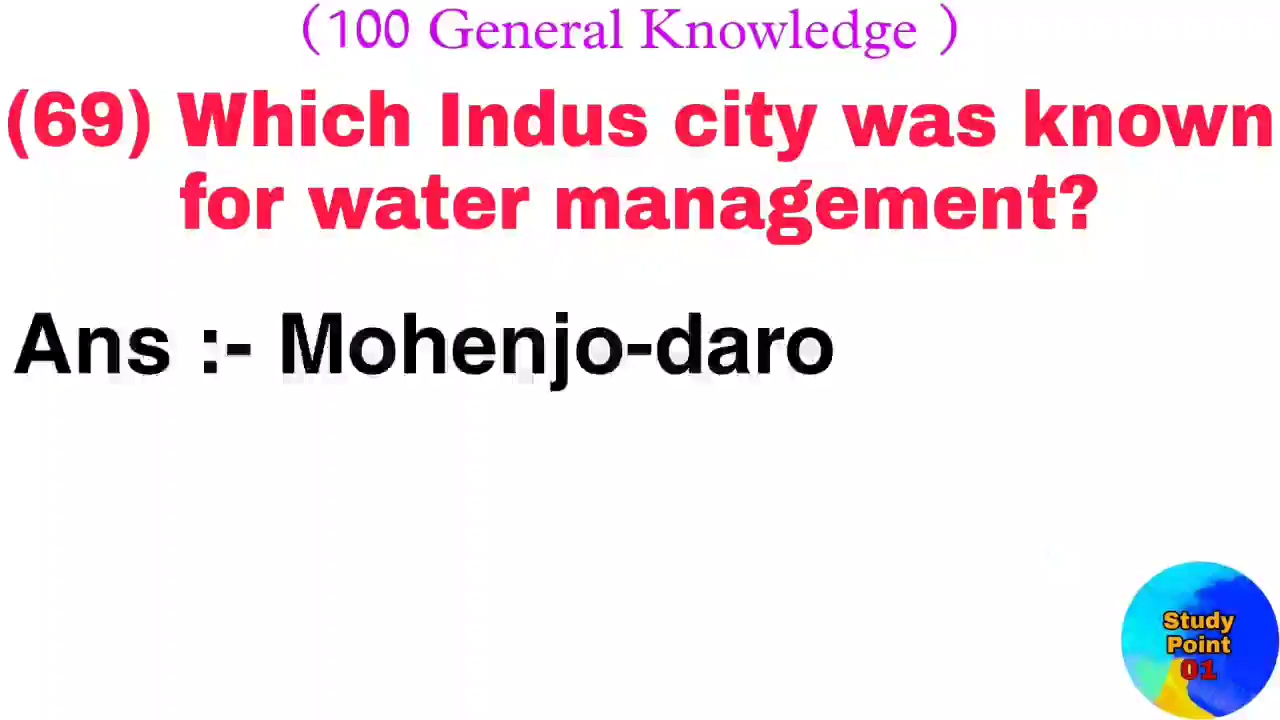 (100 General Knowledge )
(69) Which Indus city was known
for water management?
Ans :- Mohenjo-daro
Study
Point
01